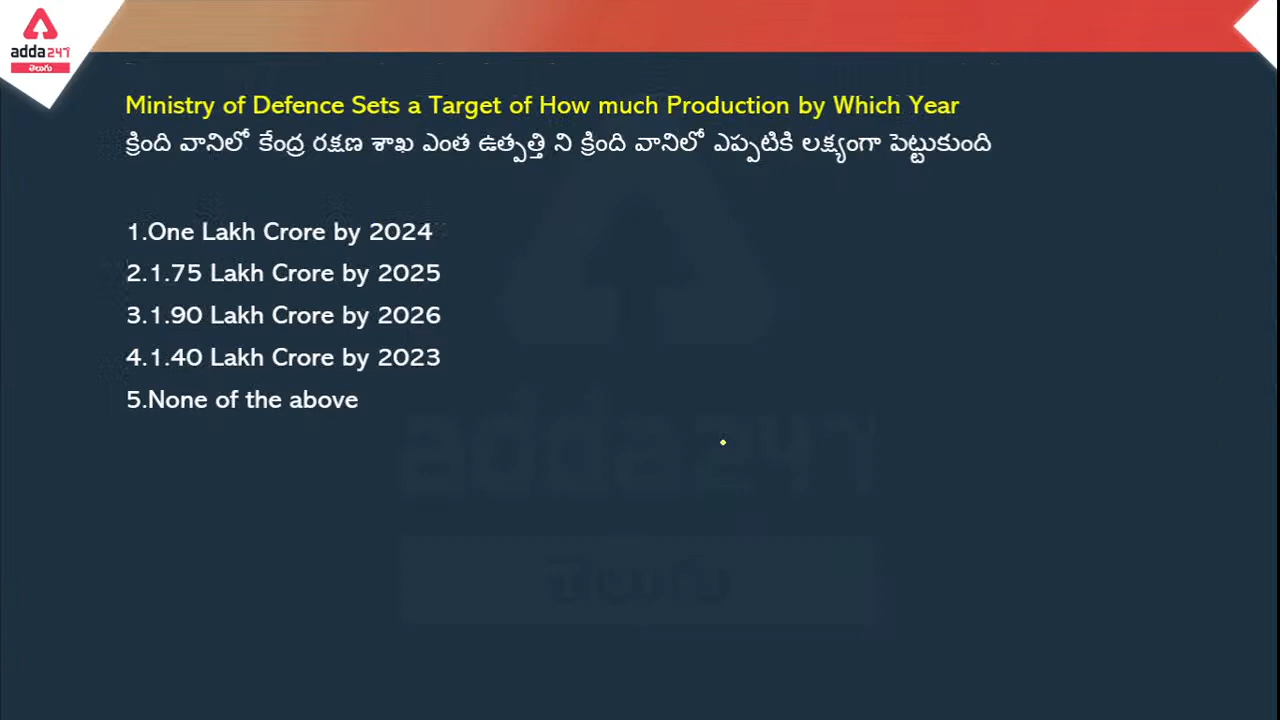 adda247
తెలుగు
Ministry of Defence Sets a Target of How much Production by Which Year
క్రింది వానిలో కేంద్ర రక్షణ శాఖ ఎంత ఉత్పత్తి ని క్రింది వానిలో ఎప్పటికి లక్ష్యంగా పెట్టుకుంది
1.One Lakh Crore by 2024
2.1.75 Lakh Crore by 2025
3.1.90 Lakh Crore by 2026
4.1.40 Lakh Crore by 2023
5.None of the above
adda247
తెలుగు